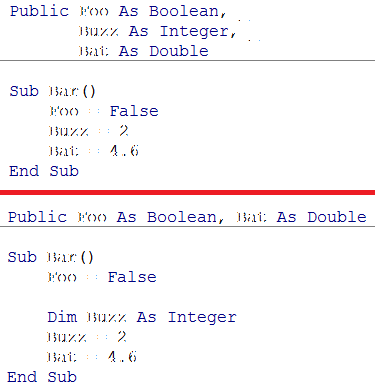 Public Foo As Boolean, _
Buzz As Integer, _
Bat As Double
Sub Bar()
Foo = False
Buzz = 2
Bat = 4.6
End Sub
Public Foo As Boolean, Bat As Double
Sub Bar()
Foo = False
Dim Buzz As Integer
Buzz = 2
Bat = 4.6
End Sub